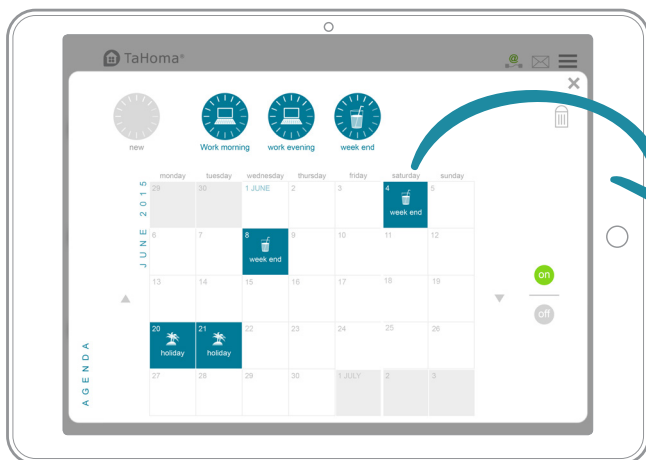 TaHoma®
@
new
Work morning
work evening
week end
JUNE 2015
monday tuesday wednesday thursday friday saturday sunday
29 30 1 JUNE 2 3 4 5
week end
6 7 8 9 10 11 12
week end
13 14 15 16 17 18 19
on
off
20 21 22 23 24 25 26
holiday holiday
27 28 29 30 1 JULY 2 3
AGENDA